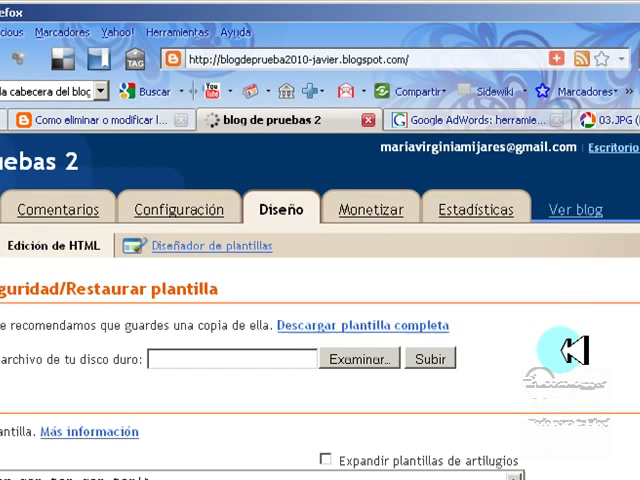 efox
cious Marcadores Yahoo! Herramientas Ayuda
TAG http://blogdeprueba2010-javier.blogspot.com/
la cabecera del blog Buscar Compartir Sidewiki Marcadores
Como eliminar o modificar l... blog de pruebas 2 Google AdWords: herramie... 03.JPG (
mariavirginiamijares@gmail.com Escritorio
uebas 2
Comentarios Configuración Diseño Monetizar Estadísticas Ver blog
Edición de HTML Diseñador de plantillas
guridad/Restaurar plantilla
e recomendamos que guardes una copia de ella. Descargar plantilla completa
archivo de tu disco duro: Examinar... Subir
antilla. Más información
Expandir plantillas de artilugios